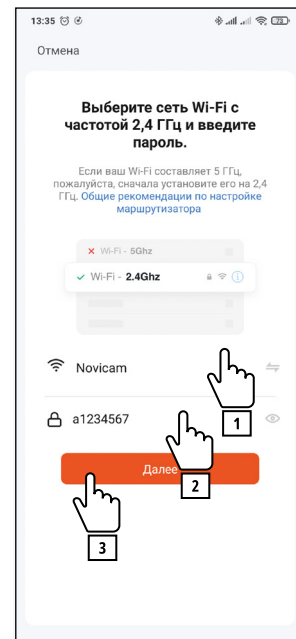 13:35
73
Отмена
Выберите сеть Wi-Fi с
частотой 2,4 ГГц и введите
пароль.
Если ваш Wi-Fi составляет 5 ГГц,
пожалуйста, сначала установите его на 2,4
ГГц. Общие рекомендации по настройке
маршрутизатора
Wi-Fi - 5Ghz
Wi-Fi - 2.4Ghz
Novicam
1
a1234567
Далее
2
3